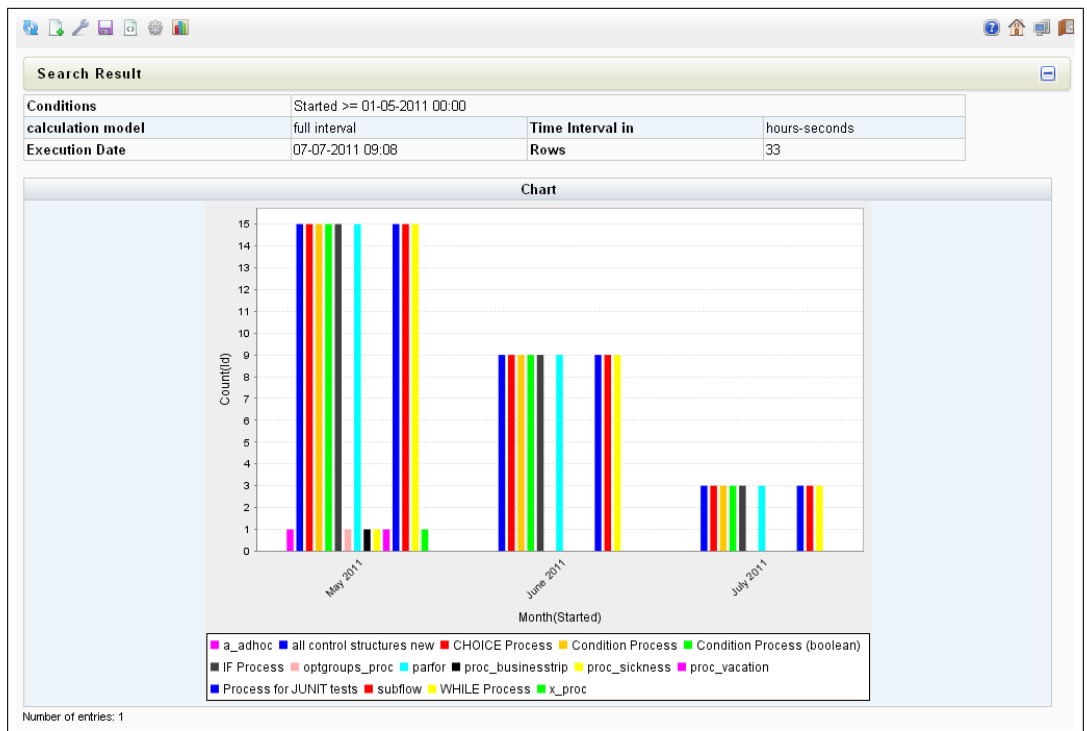 Search Result
Conditions Started >= 01-05-2011 00:00
calculation model full interval Time Interval in hours-seconds
Execution Date 07-07-2011 09:08 Rows 33
Chart
15
14
13
12
11
10
9
8
7
6
5
4
3
2
1
0
Count(Id)
May 2011 June 2011 July 2011
Month(Started)
a_adhoc all control structures new CHOICE Process Condition Process Condition Process (boolean)
IF Process optgroups_proc parfor proc_businesstrip proc_sickness proc_vacation
Process for JUNIT tests subflow WHILE Process x_proc
Number of entries: 1